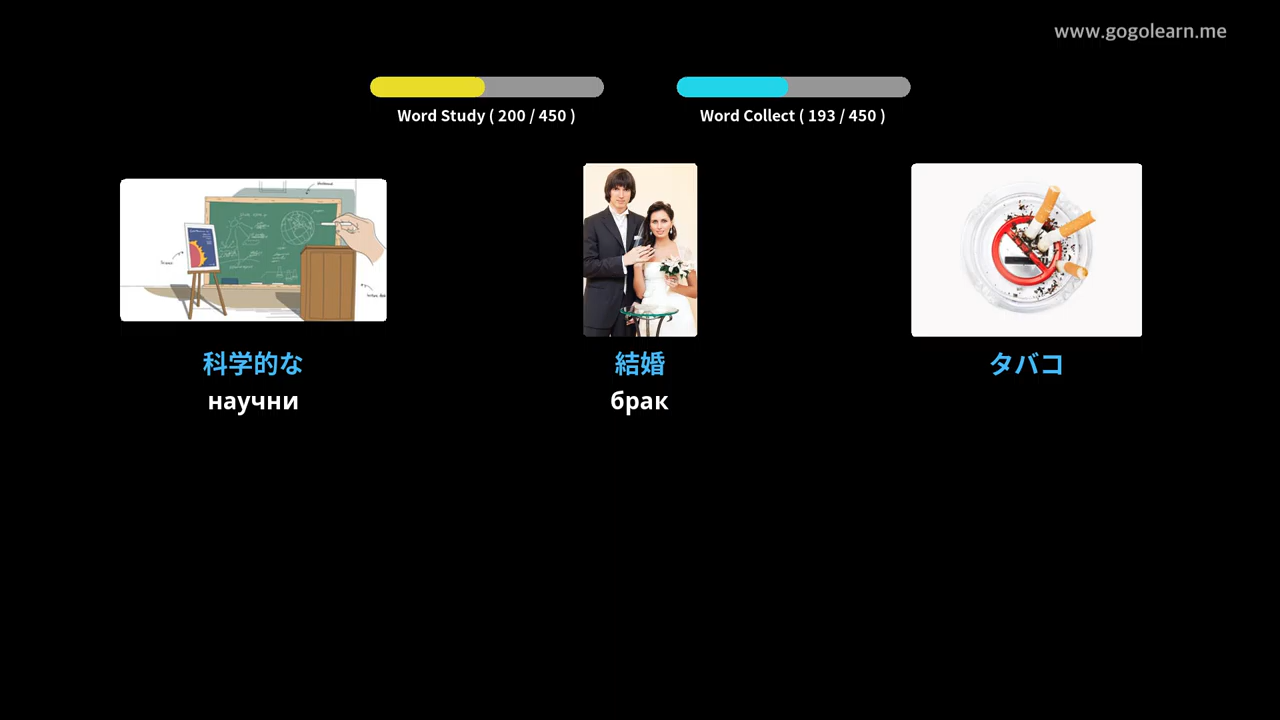 www.gogolearn.me
Word Study ( 200 / 450 )
Word Collect ( 193 / 450 )
科学的な
結婚
タバコ
научни
брак